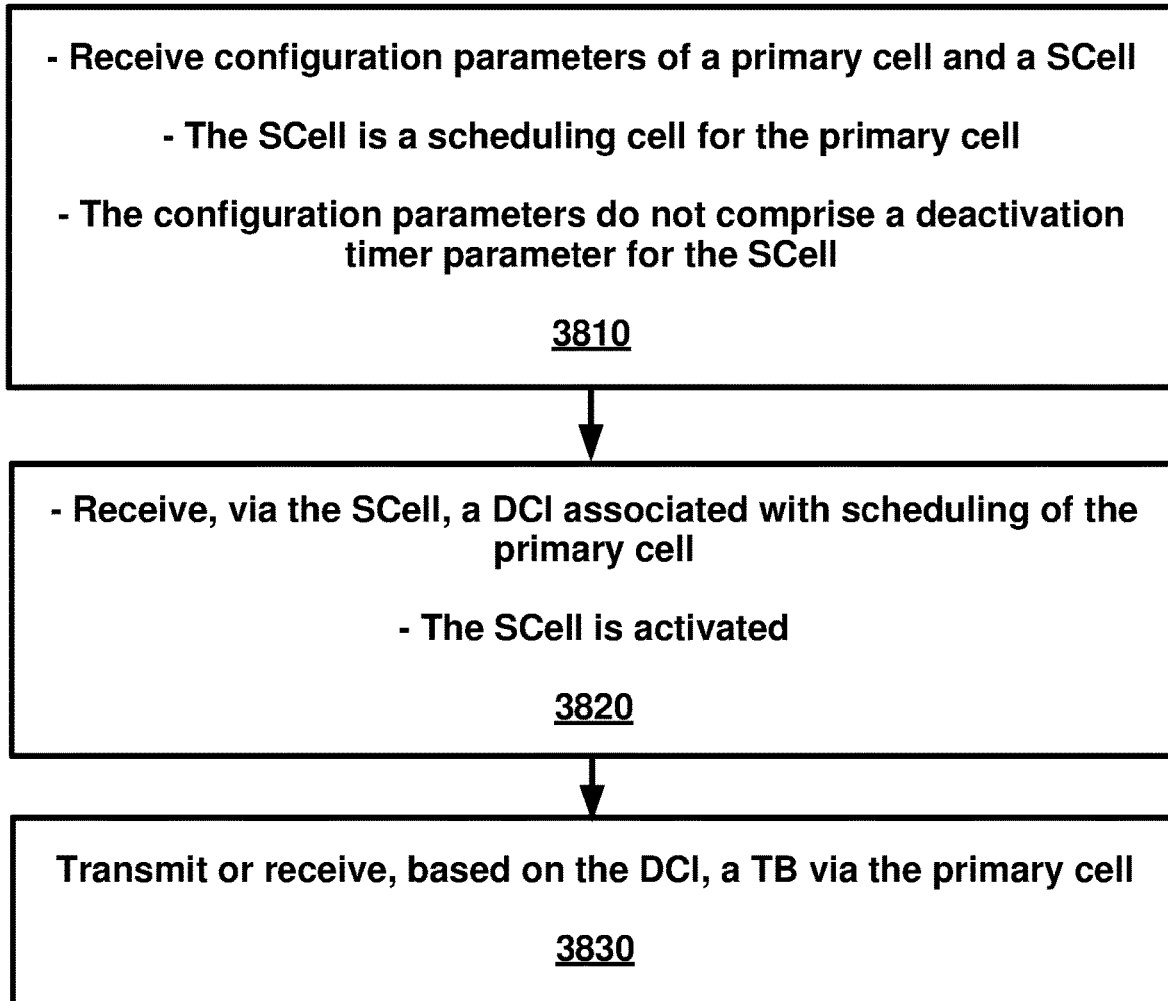 - Receive configuration parameters of a primary cell and a SCell
- The SCell is a scheduling cell for the primary cell
- The configuration parameters do not comprise a deactivation
timer parameter for the SCell
3810
- Receive, via the SCell, a DCI associated with scheduling of the
primary cell
- The SCell is activated
3820
Transmit or receive, based on the DCI, a TB via the primary cell
3830